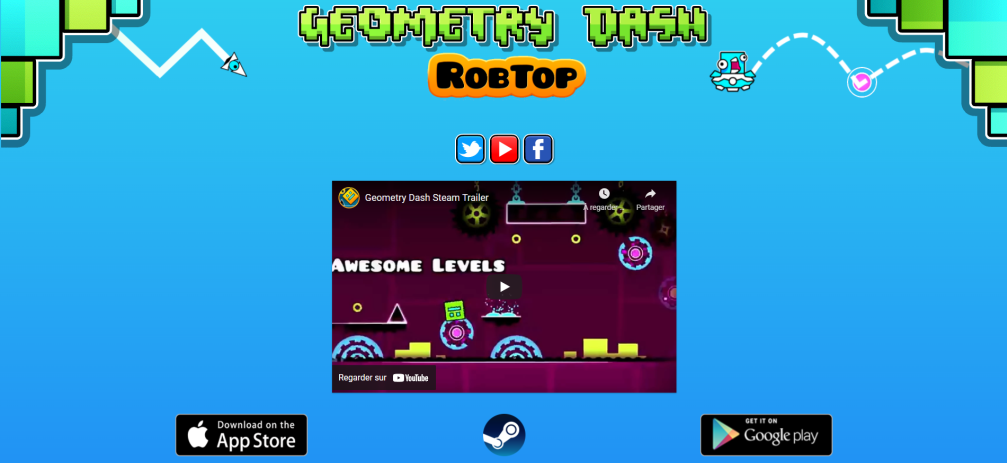 GEOMETRY DASH
ROBTOP
Geometry Dash Steam Trailer
A regarder...
Partager
AWESOME LEVELS
Regarder sur YouTube
Download on the
App Store
GET IT ON
Google play